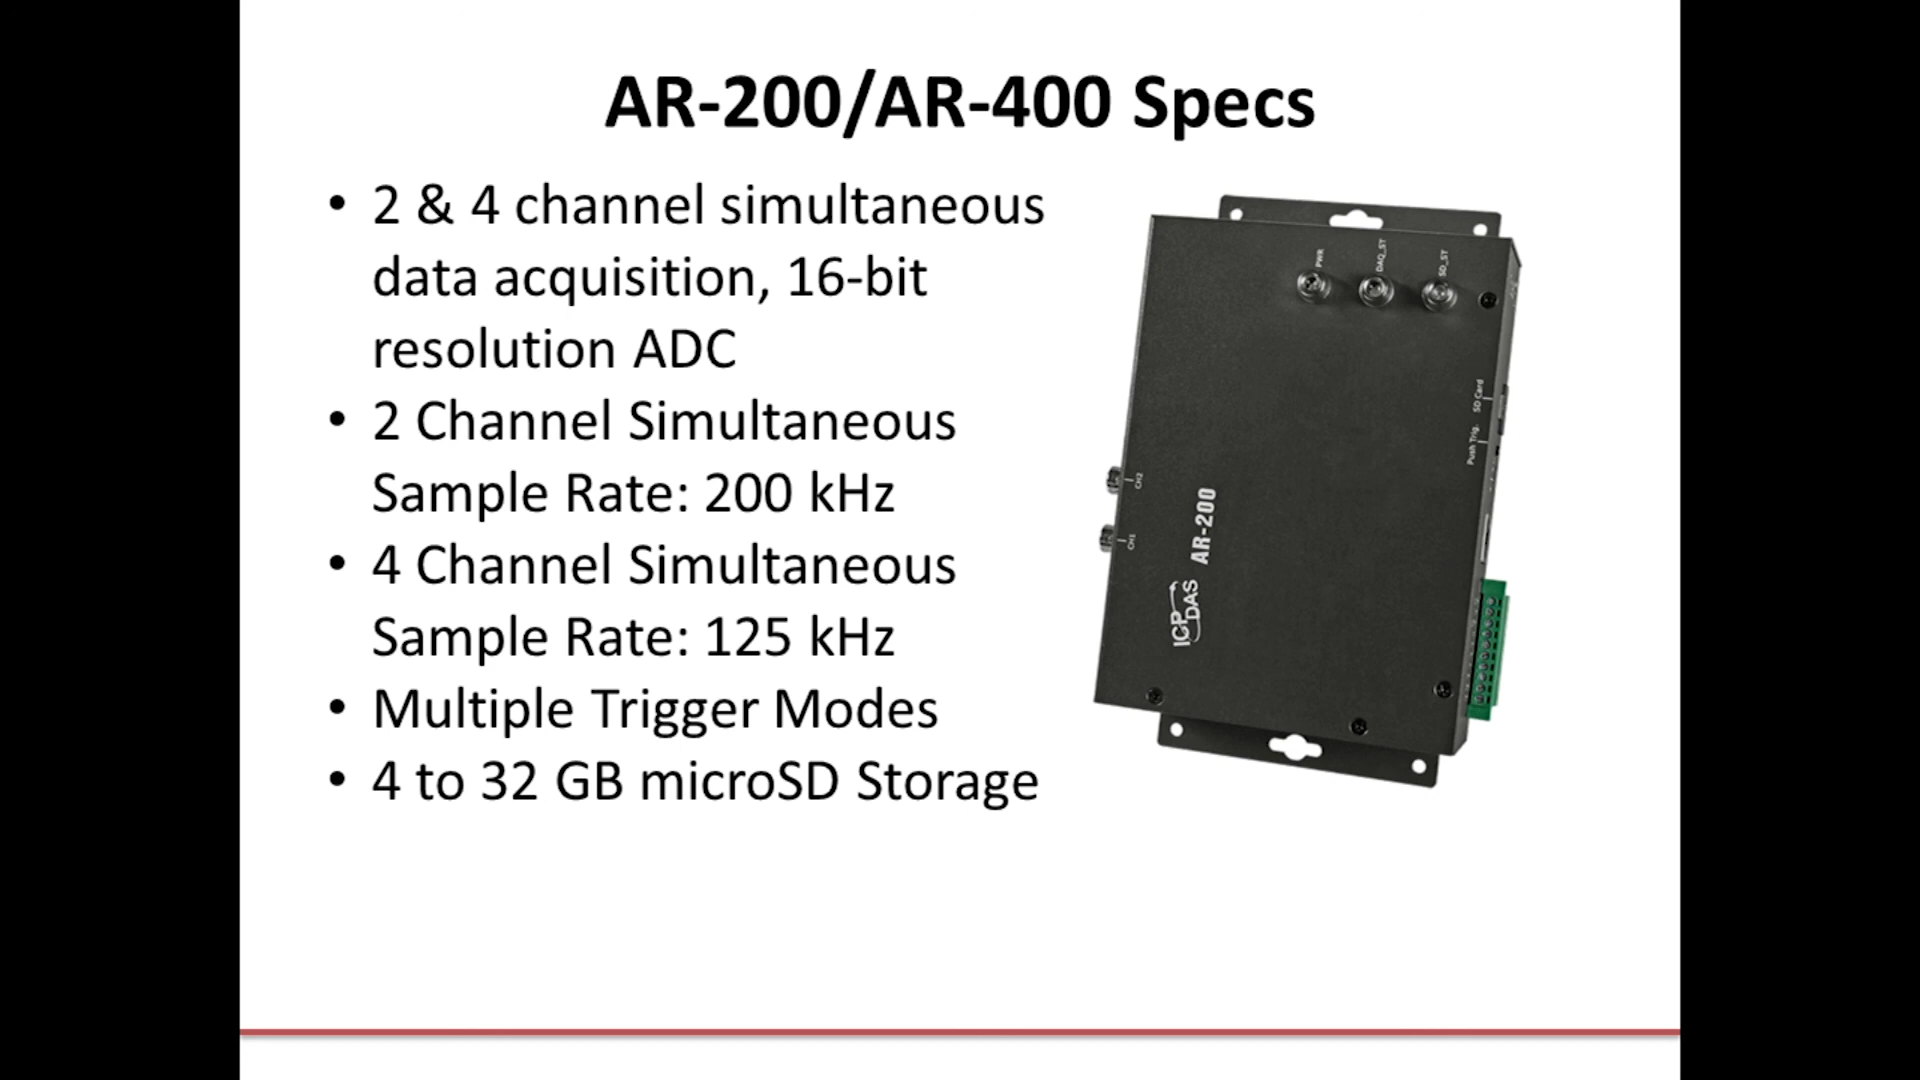 AR-200/AR-400 Specs
• 2 & 4 channel simultaneous
data acquisition, 16-bit
resolution ADC
• 2 Channel Simultaneous
Sample Rate: 200 kHz
• 4 Channel Simultaneous
Sample Rate: 125 kHz
• Multiple Trigger Modes
• 4 to 32 GB microSD Storage
PWR
DAQ_ST
SD_ST
SD Card
Push Trig.
CH2
CH1
AR-200
ICP DAS